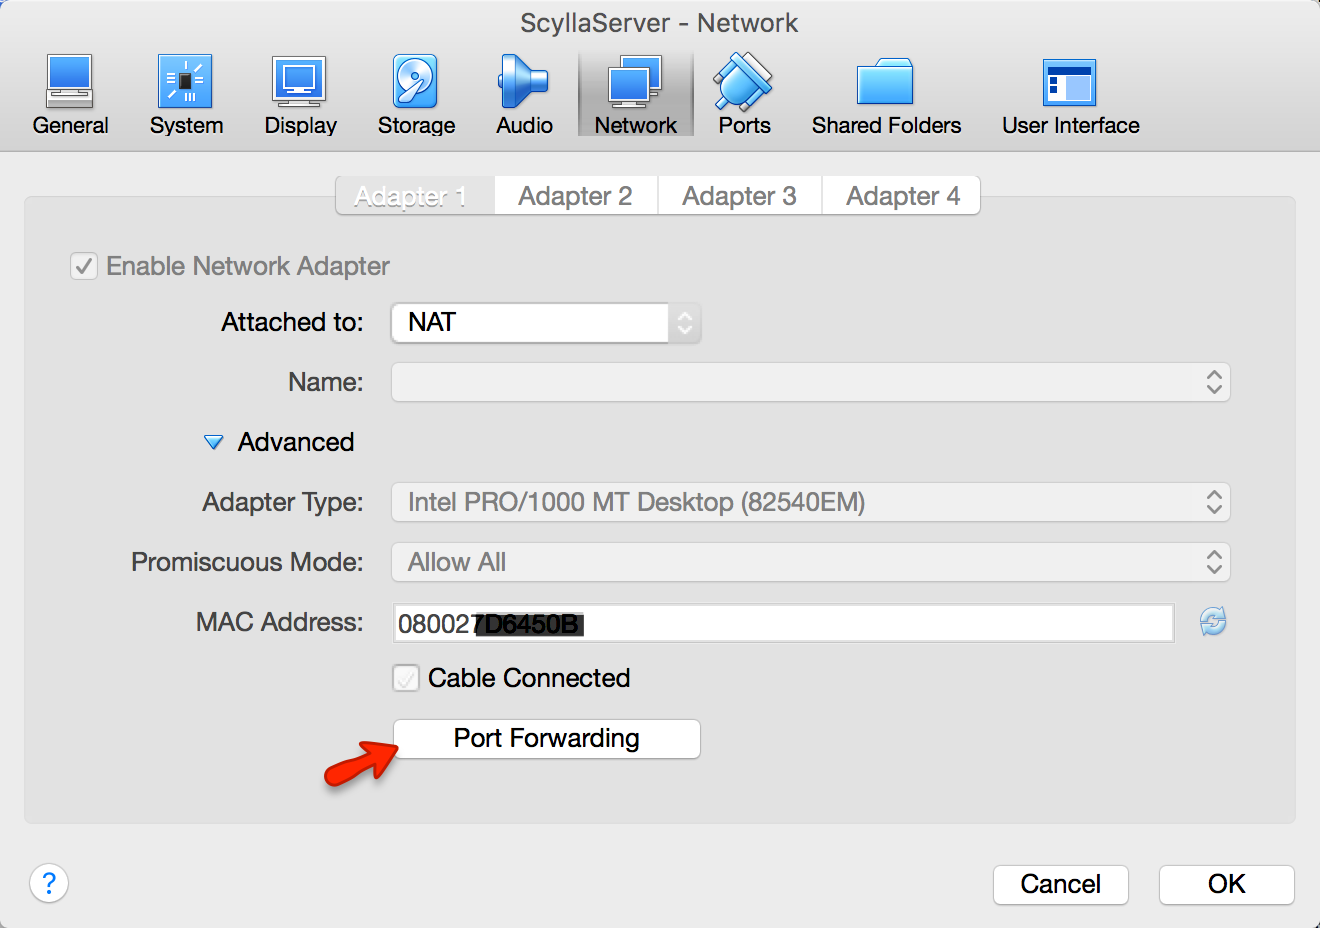 ScyllaServer - Network
General System Display Storage Audio Network Ports Shared Folders User Interface
Adapter 1 Adapter 2 Adapter 3 Adapter 4
Enable Network Adapter
Attached to: NAT
Name:
Advanced
Adapter Type: Intel PRO/1000 MT Desktop (82540EM)
Promiscuous Mode: Allow All
MAC Address: 080027
Cable Connected
Port Forwarding
? Cancel OK